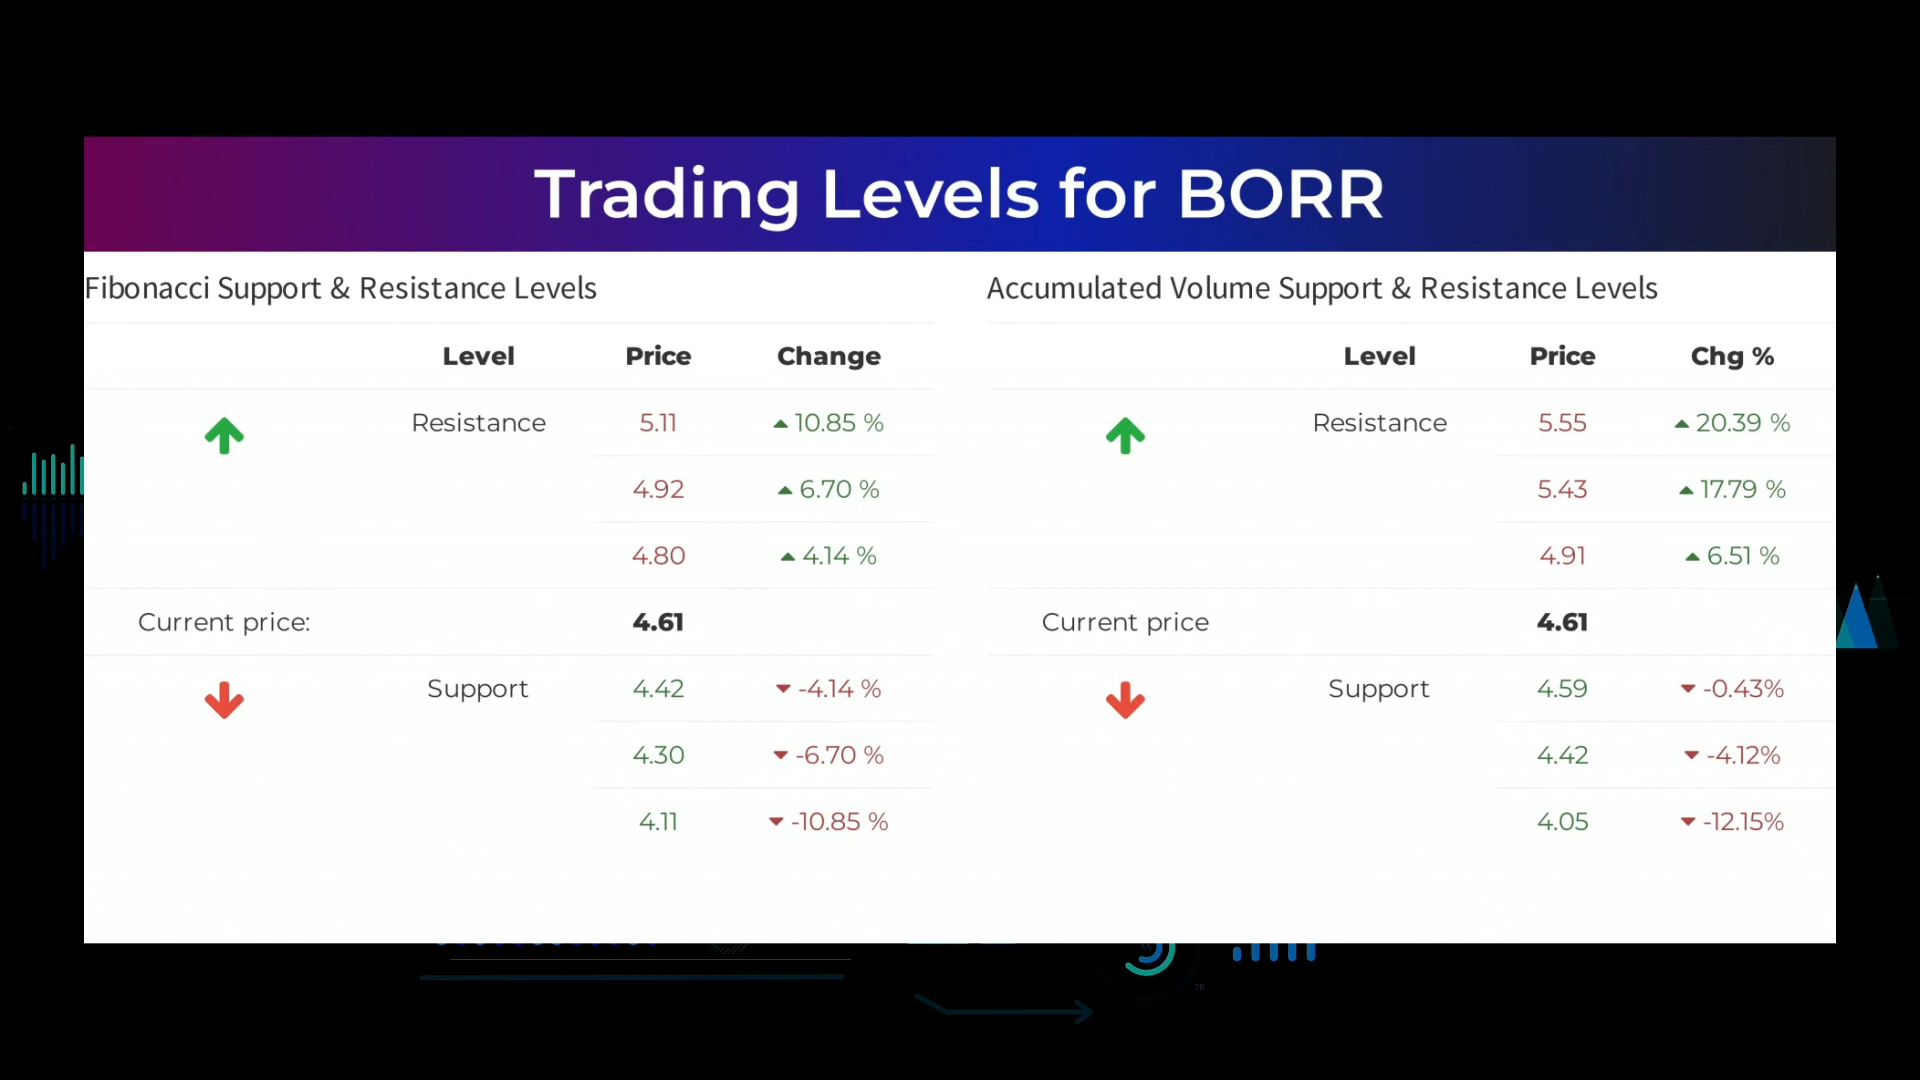 Trading Levels for BORR
Fibonacci Support & Resistance Levels
Level Price Change
Resistance 5.11 10.85 %
4.92 6.70 %
4.80 4.14 %
Current price: 4.61
Support 4.42 -4.14 %
4.30 -6.70 %
4.11 -10.85 %
Accumulated Volume Support & Resistance Levels
Level Price Chg %
Resistance 5.55 20.39 %
5.43 17.79 %
4.91 6.51 %
Current price 4.61
Support 4.59 -0.43%
4.42 -4.12%
4.05 -12.15%